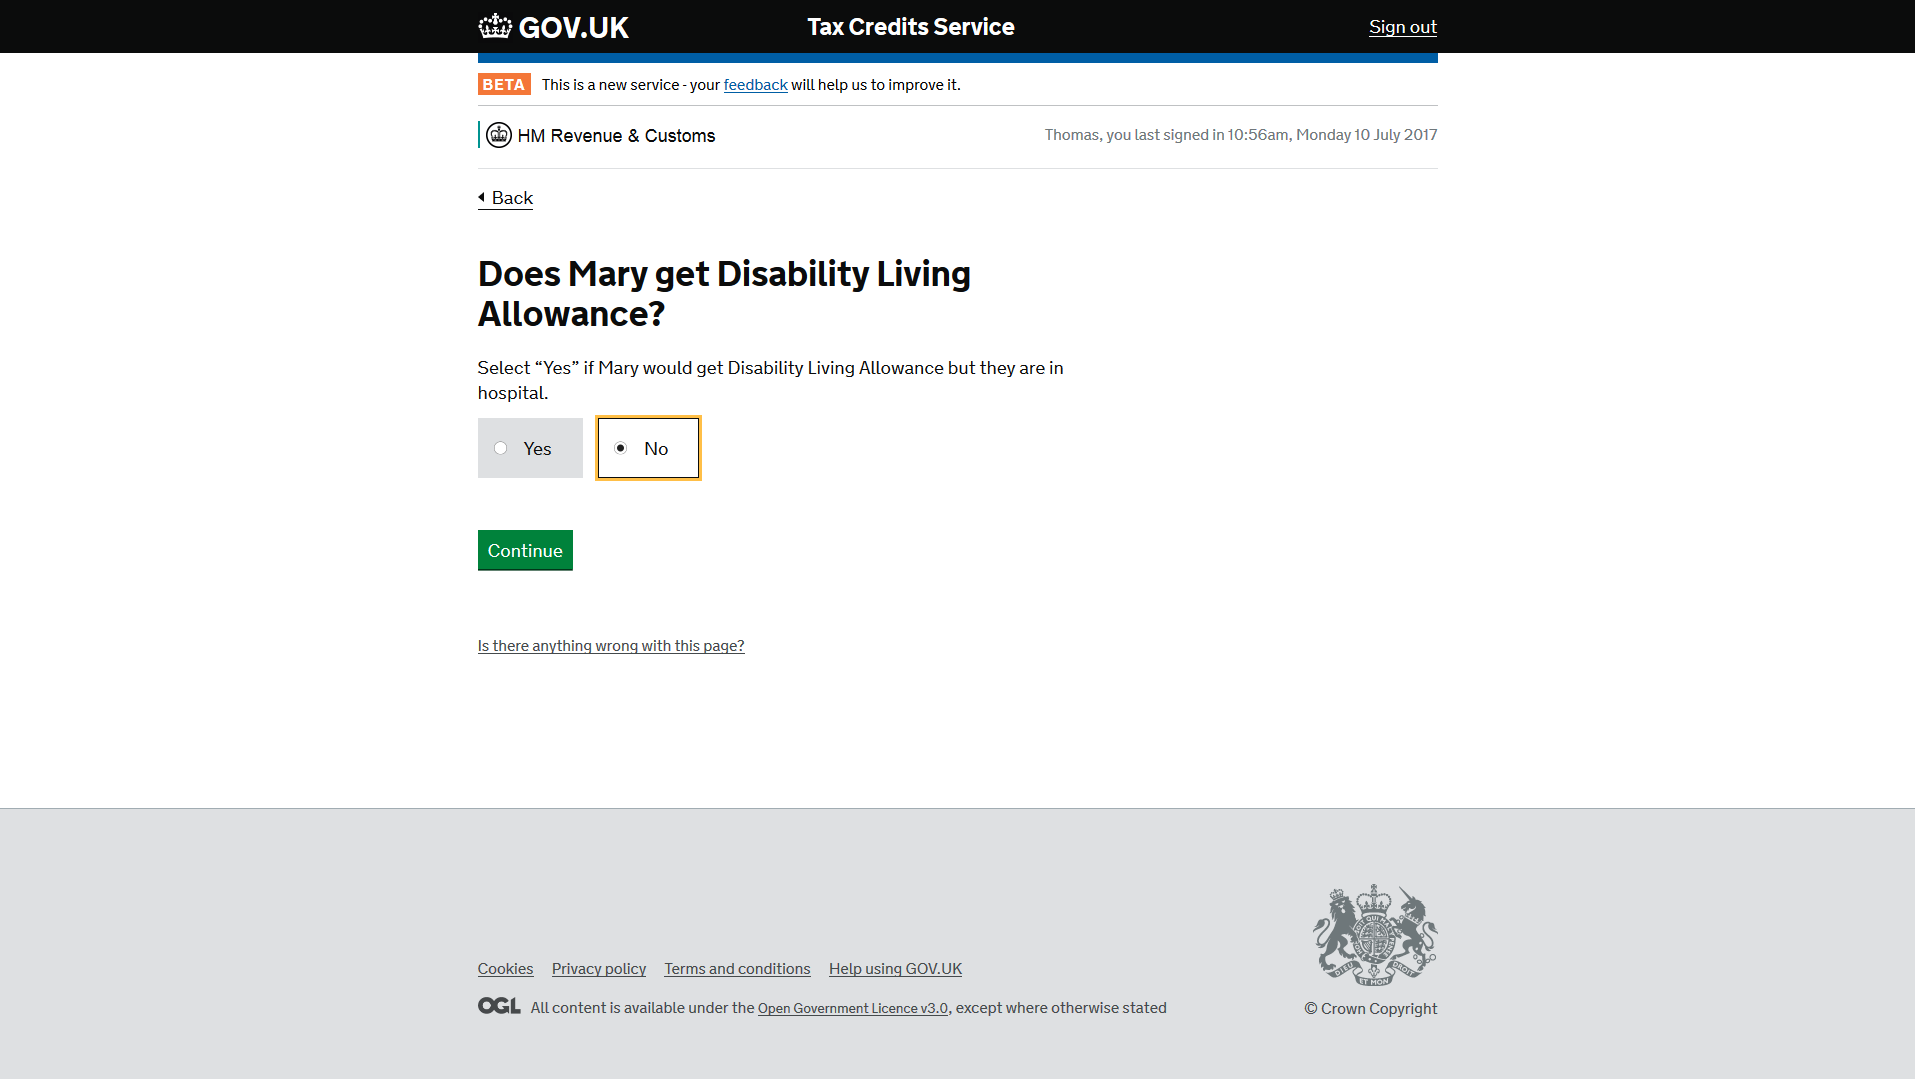 GOV.UK Tax Credits Service Sign out
BETA This is a new service - your feedback will help us to improve it.
HM Revenue & Customs Thomas, you last signed in 10:56am, Monday 10 July 2017
Back
Does Mary get Disability Living
Allowance?
Select “Yes” if Mary would get Disability Living Allowance but they are in
hospital.
Yes No
Continue
Is there anything wrong with this page?
Cookies Privacy policy Terms and conditions Help using GOV.UK
OGL All content is available under the Open Government Licence v3.0, except where otherwise stated
DIEU ET MON DROIT
© Crown Copyright